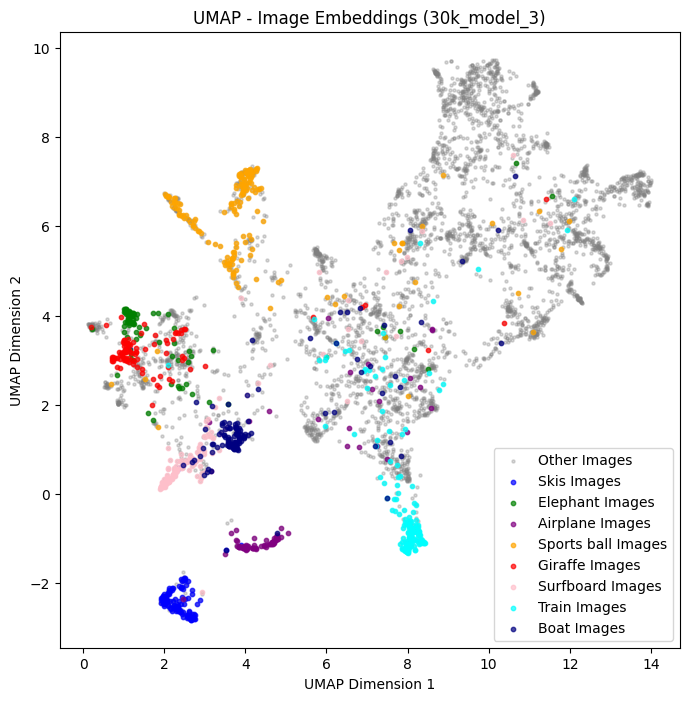 UMAP - Image Embeddings (30k_model_3)
UMAP Dimension 2
10
8
6
4
2
0
−2
Other Images
Skis Images
Elephant Images
Airplane Images
Sports ball Images
Giraffe Images
Surfboard Images
Train Images
Boat Images
0 2 4 6 8 10 12 14
UMAP Dimension 1